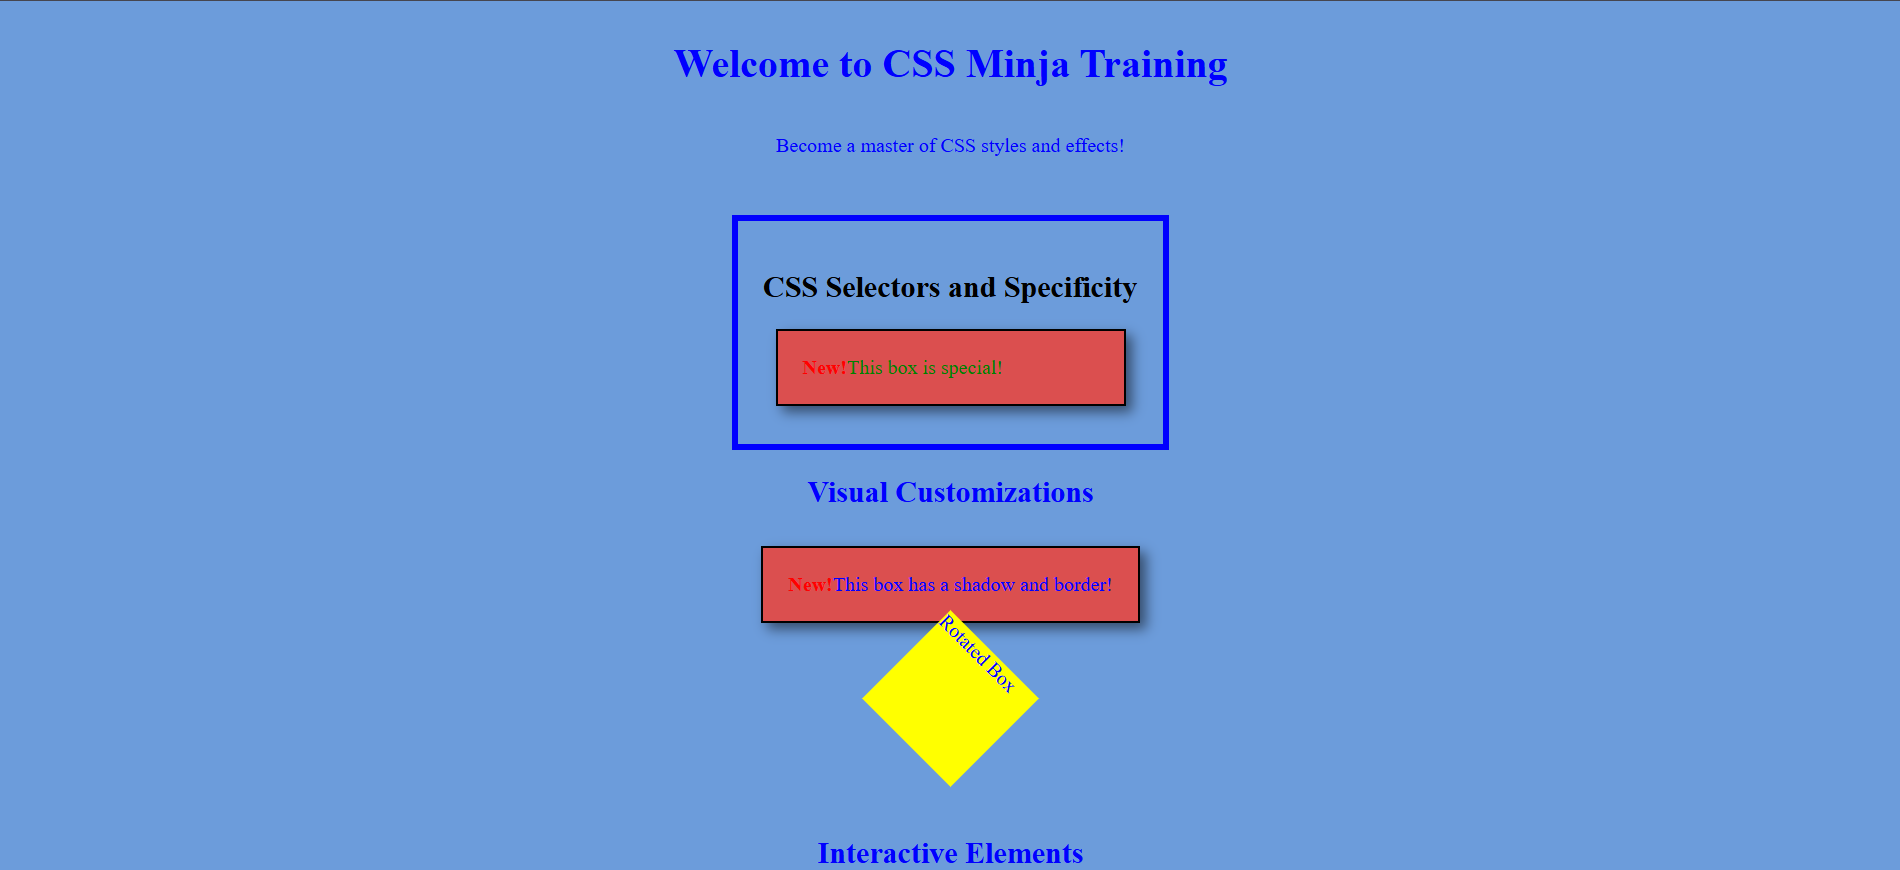 Welcome to CSS Minja Training
Become a master of CSS styles and effects!
CSS Selectors and Specificity
New!This box is special!
Visual Customizations
New!This box has a shadow and border!
Rotated Box
Interactive Elements